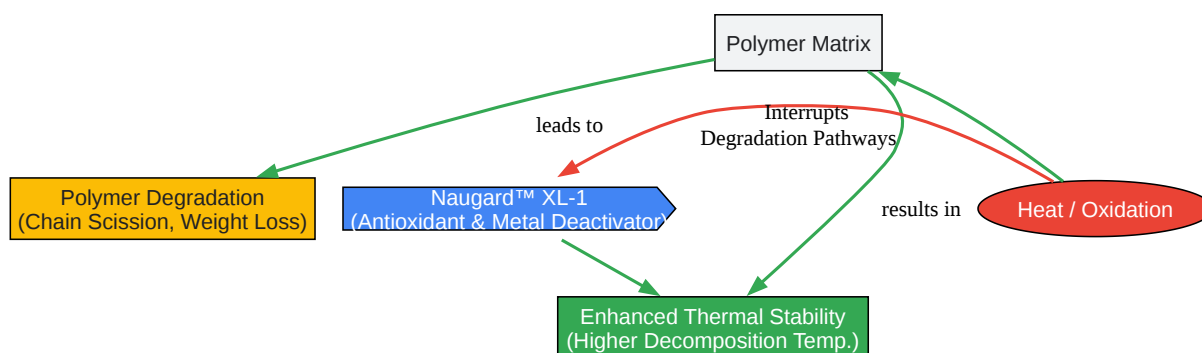 Polymer Matrix
Interrupts
Degradation Pathways
leads to
Polymer Degradation
(Chain Scission, Weight Loss)
Naugard™ XL-1
(Antioxidant & Metal Deactivator)
results in
Heat / Oxidation
Enhanced Thermal Stability
(Higher Decomposition Temp.)